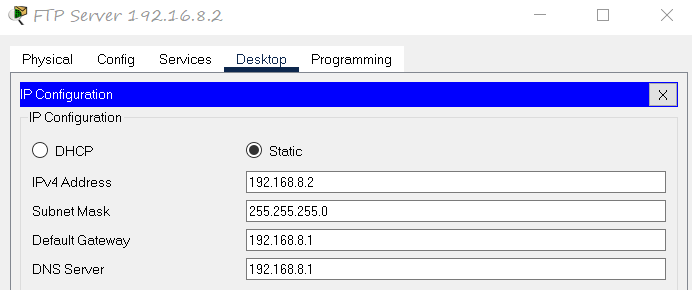 FTP Server 192.16.8.2
Physical Config Services Desktop Programming
IP Configuration X
IP Configuration
DHCP Static
IPv4 Address 192.168.8.2
Subnet Mask 255.255.255.0
Default Gateway 192.168.8.1
DNS Server 192.168.8.1